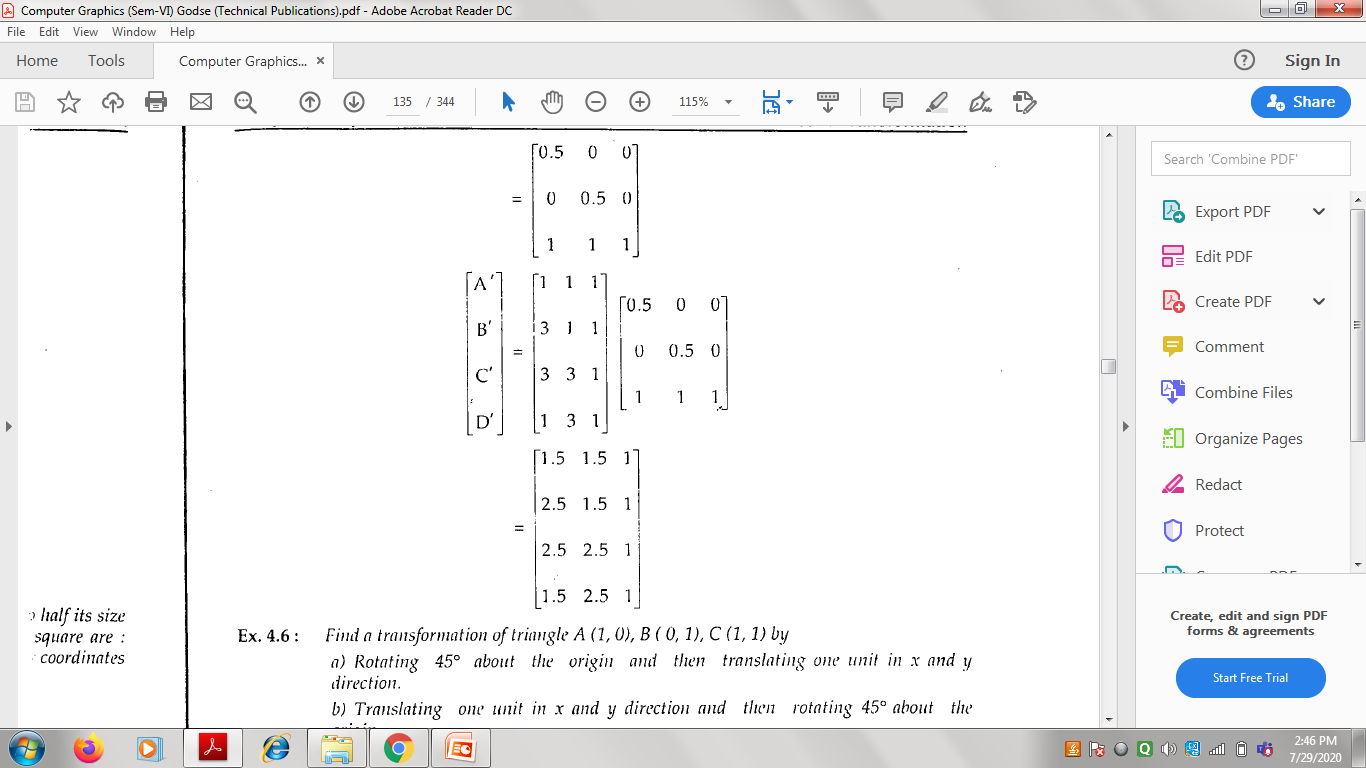 Computer Graphics (Sem-VI) Godse (Technical Publications).pdf - Adobe Acrobat Reader DC
File Edit View Window Help
Home Tools Computer Graphics... × ? Sign In
135 / 344 115% Share
= [0.5 0 0
0 0.5 0
1 1 1]
[A′ B′ C′ D′] = [1 1 1
3 1 1
3 3 1
1 3 1]
[0.5 0 0
0 0.5 0
1 1 1]
= [1.5 1.5 1
2.5 1.5 1
2.5 2.5 1
1.5 2.5 1]
half its size
square are :
coordinates
Ex. 4.6 : Find a transformation of triangle A (1, 0), B ( 0, 1), C (1, 1) by
a) Rotating 45° about the origin and then translating one unit in x and y
direction.
b) Translating one unit in x and y direction and then rotating 45° about the
Search 'Combine PDF'
Export PDF
Edit PDF
Create PDF
Comment
Combine Files
Organize Pages
Redact
Protect
Create, edit and sign PDF
forms & agreements
Start Free Trial
2:46 PM
7/29/2020